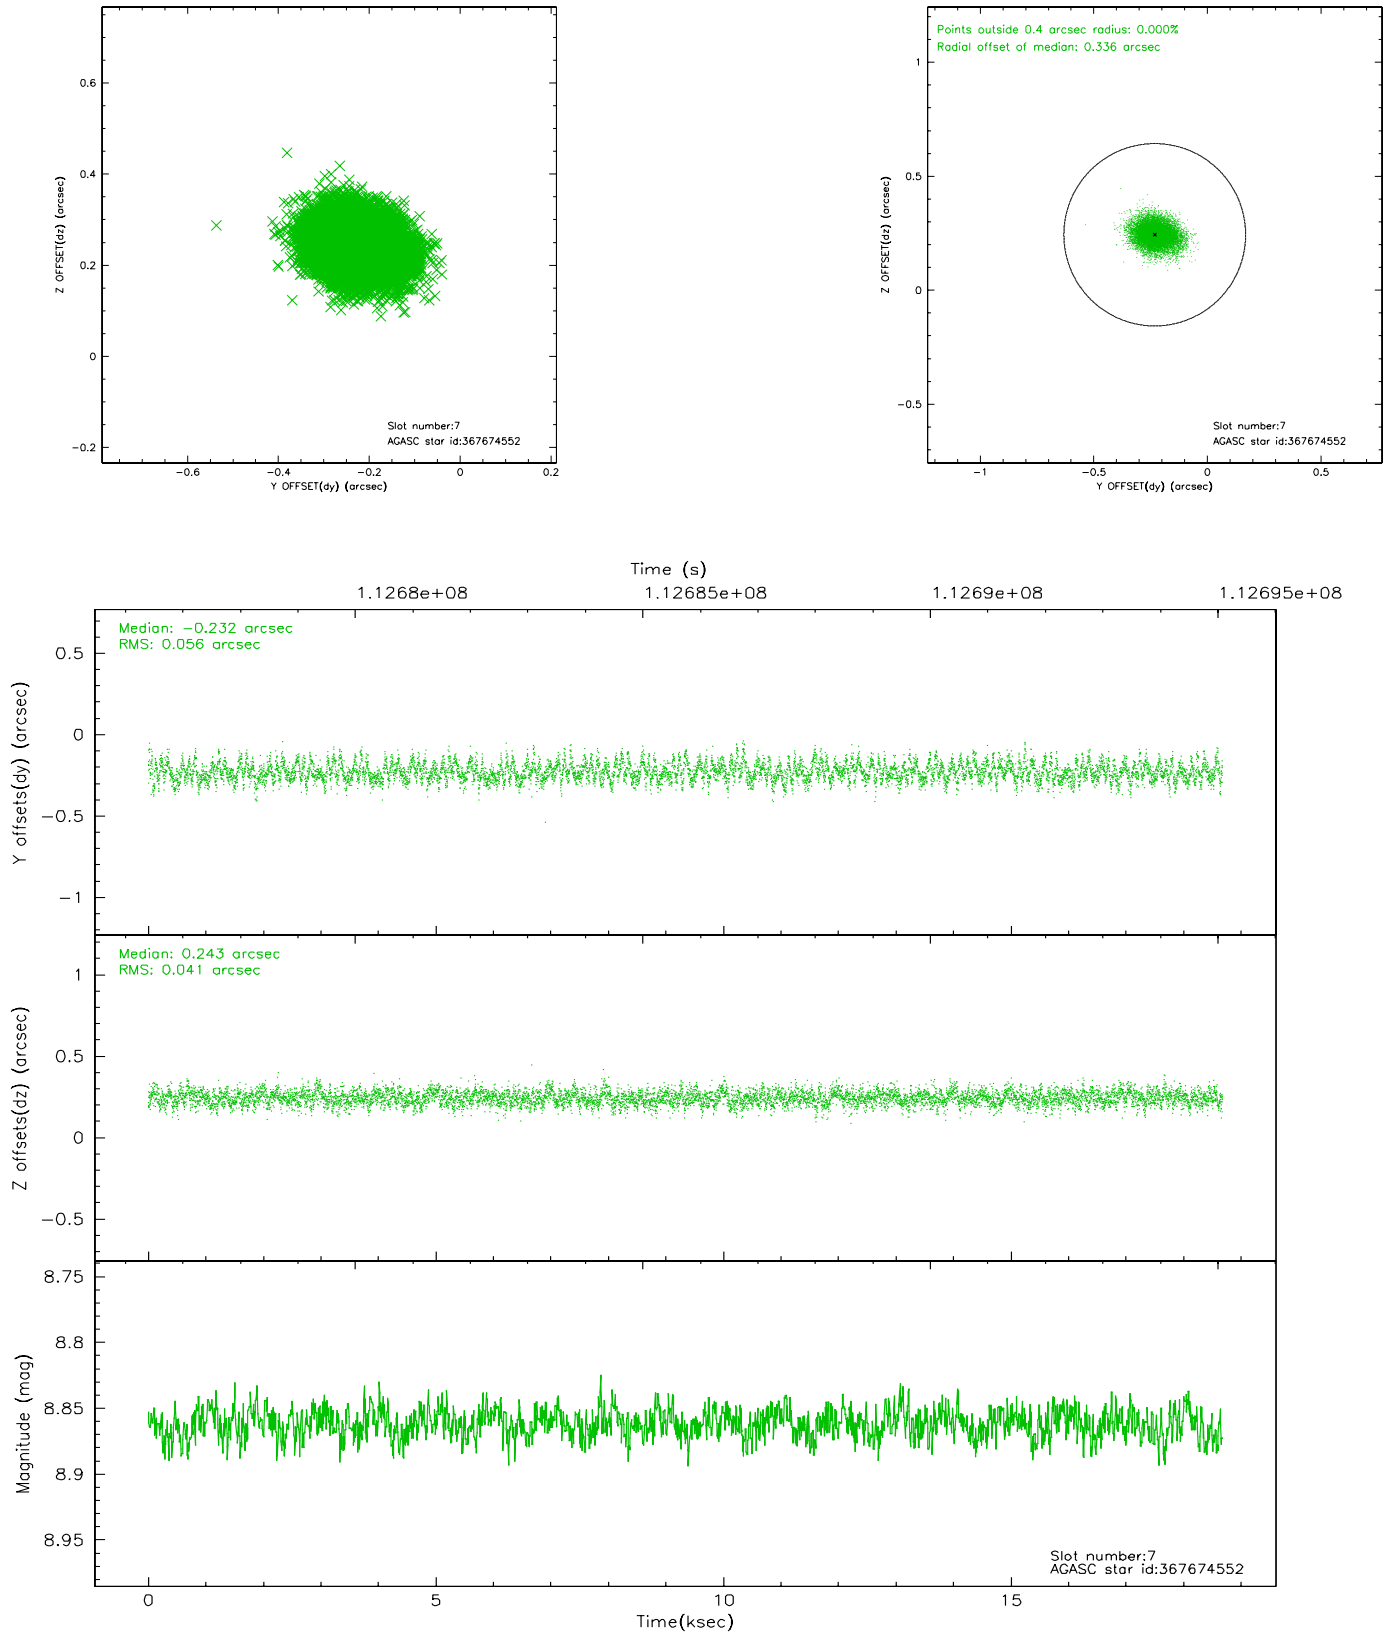 0.6
0.4
0.2
0
−0.2
Z OFFSET(dz) (arcsec)
−0.6
−0.4
−0.2
0
0.2
Y OFFSET(dy) (arcsec)
Slot number:7
AGASC star id:367674552
Points outside 0.4 arcsec radius: 0.000%
Radial offset of median: 0.336 arcsec
1
0.5
0
−0.5
Z OFFSET(dz) (arcsec)
−1
−0.5
0
0.5
Y OFFSET(dy) (arcsec)
Slot number:7
AGASC star id:367674552
Time (s)
1.1268e+08
1.12685e+08
1.1269e+08
1.12695e+08
Median: −0.232 arcsec
RMS: 0.056 arcsec
0.5
0
−0.5
−1
Y offsets(dy) (arcsec)
Median: 0.243 arcsec
RMS: 0.041 arcsec
1
0.5
0
−0.5
Z offsets(dz) (arcsec)
8.75
8.8
8.85
8.9
8.95
Magnitude (mag)
Slot number:7
AGASC star id:367674552
0
5
10
15
Time(ksec)